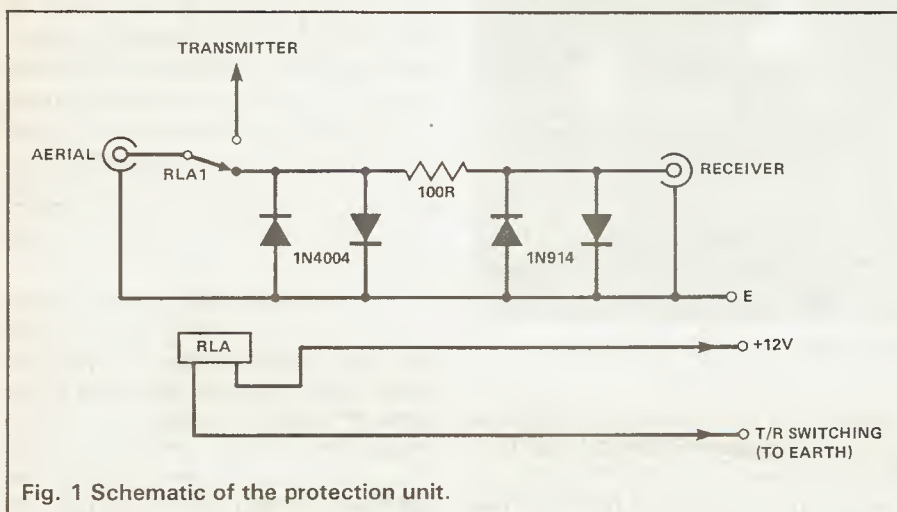 TRANSMITTER
AERIAL
RLA1
100R
RECEIVER
1N4004
1N914
E
RLA
+12V
T/R SWITCHING
(TO EARTH)
Fig. 1 Schematic of the protection unit.